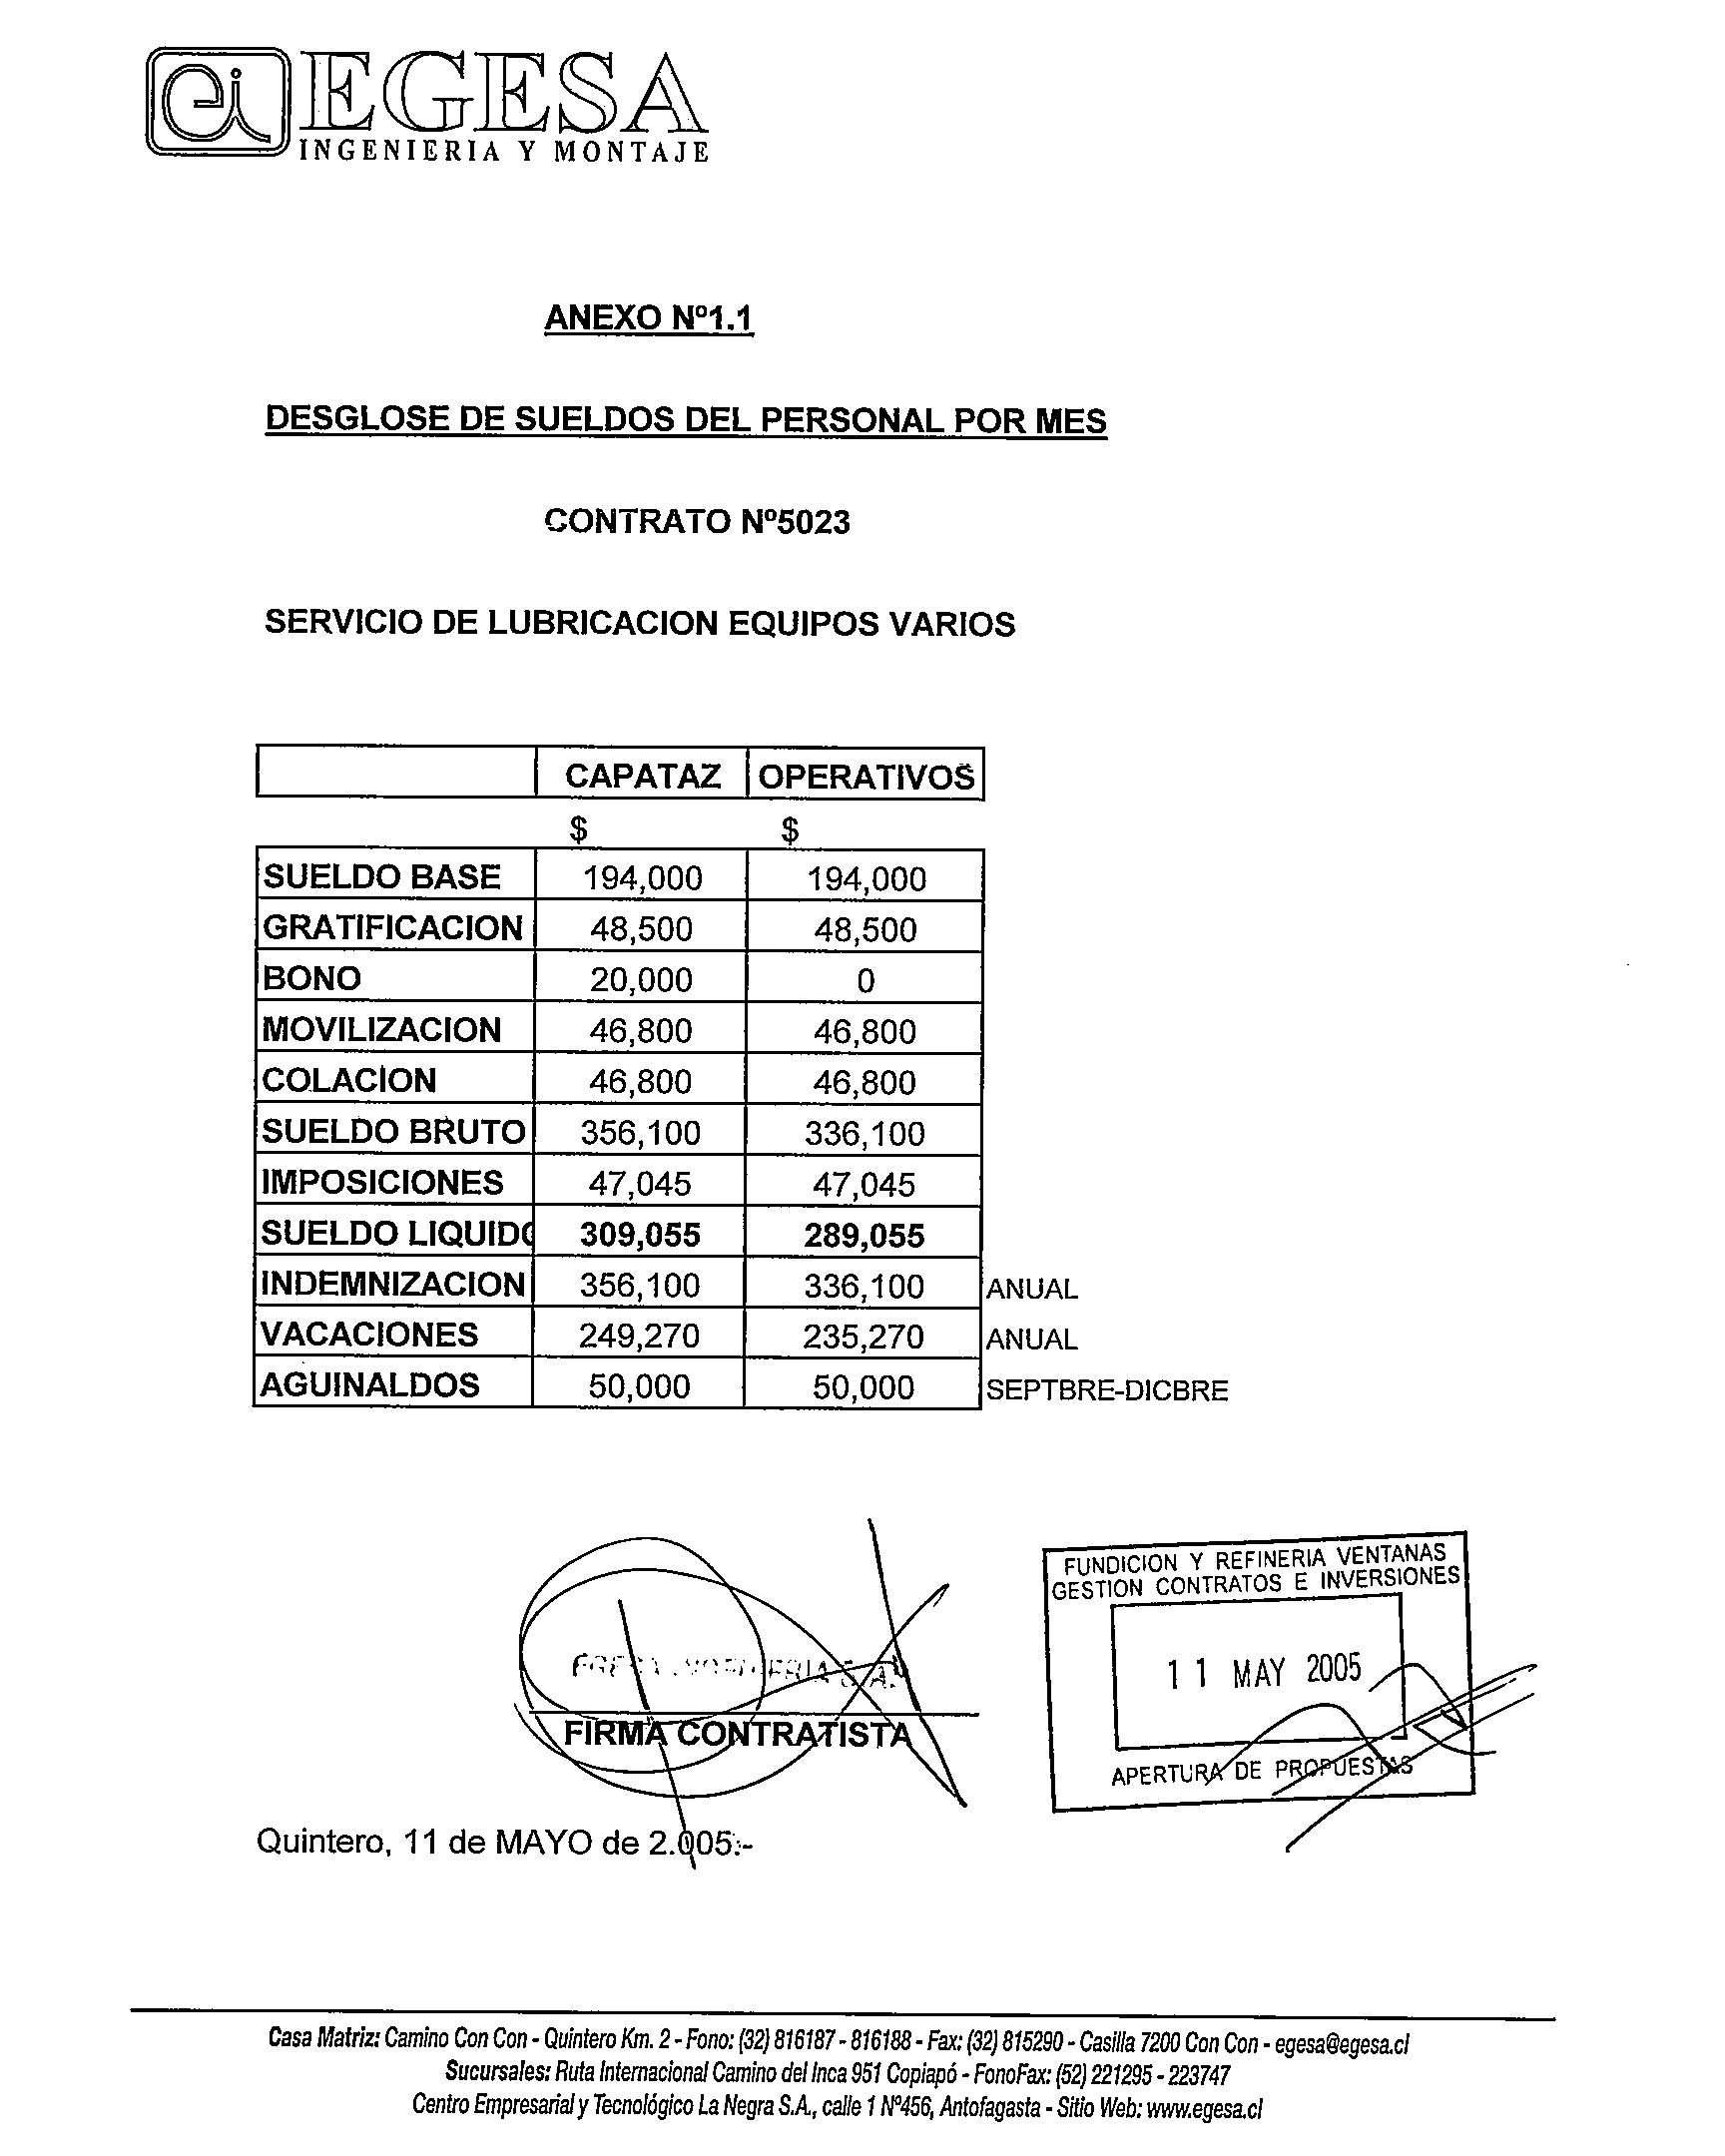 ei EGESA
INGENIERIA Y MONTAJE
ANEXO Nº1.1
DESGLOSE DE SUELDOS DEL PERSONAL POR MES
CONTRATO Nº5023
SERVICIO DE LUBRICACION EQUIPOS VARIOS
CAPATAZ OPERATIVOS
$ $
SUELDO BASE 194,000 194,000
GRATIFICACION 48,500 48,500
BONO 20,000 0
MOVILIZACION 46,800 46,800
COLACION 46,800 46,800
SUELDO BRUTO 356,100 336,100
IMPOSICIONES 47,045 47,045
SUELDO LIQUIDO 309,055 289,055
INDEMNIZACION 356,100 336,100 ANUAL
VACACIONES 249,270 235,270 ANUAL
AGUINALDOS 50,000 50,000 SEPTBRE-DICBRE
FUNDICION Y REFINERIA VENTANAS
GESTION CONTRATOS E INVERSIONES
11 MAY 2005
APERTURA DE PROPUESTAS
EGESA INGENIERIA S.A.
FIRMA CONTRATISTA
Quintero, 11 de MAYO de 2.005.-
Casa Matriz: Camino Con Con - Quintero Km. 2 - Fono: (32) 816187 - 816188 - Fax: (32) 815290 - Casilla 7200 Con Con - egesa@egesa.cl
Sucursales: Ruta Internacional Camino del Inca 951 Copiapó - FonoFax: (52) 221295 - 223747
Centro Empresarial y Tecnológico La Negra S.A., calle 1 Nº456, Antofagasta - Sitio Web: www.egesa.cl